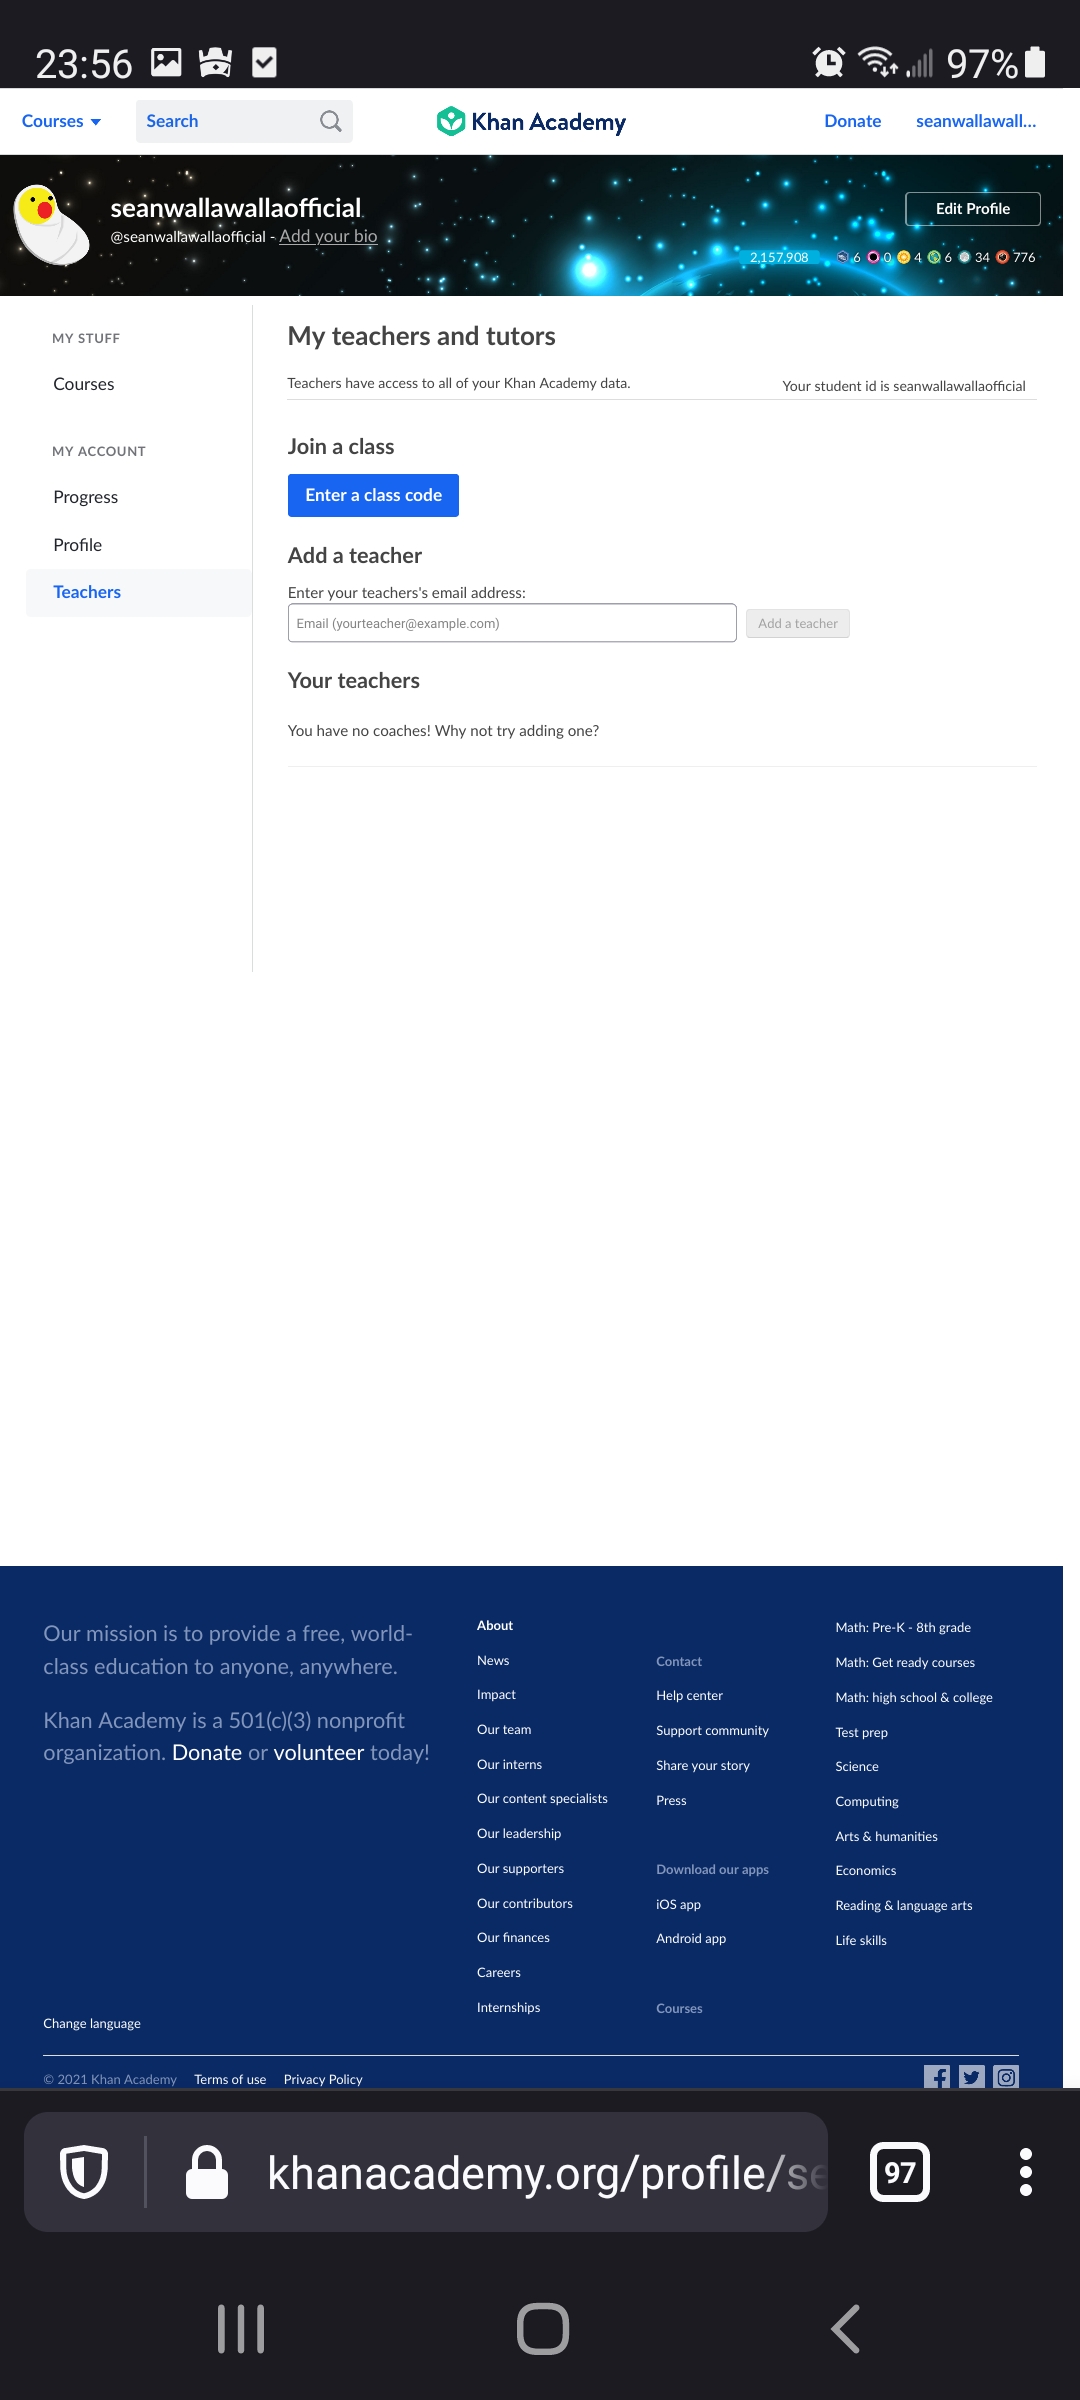 23:56
97%
Courses
Search
Khan Academy
Donate
seanwallawall...
seanwallawallaofficial
@seanwallawallaofficial - Add your bio
Edit Profile
2,157,908 6 0 4 6 34 776
MY STUFF
Courses
MY ACCOUNT
Progress
Profile
Teachers
My teachers and tutors
Teachers have access to all of your Khan Academy data.
Your student id is seanwallawallaofficial
Join a class
Enter a class code
Add a teacher
Enter your teachers's email address:
Email (yourteacher@example.com)
Add a teacher
Your teachers
You have no coaches! Why not try adding one?
Our mission is to provide a free, world-
class education to anyone, anywhere.
Khan Academy is a 501(c)(3) nonprofit
organization. Donate or volunteer today!
About
News
Impact
Our team
Our interns
Our content specialists
Our leadership
Our supporters
Our contributors
Our finances
Careers
Internships
Contact
Help center
Support community
Share your story
Press
Download our apps
iOS app
Android app
Courses
Math: Pre-K - 8th grade
Math: Get ready courses
Math: high school & college
Test prep
Science
Computing
Arts & humanities
Economics
Reading & language arts
Life skills
Change language
© 2021 Khan Academy Terms of use Privacy Policy
khanacademy.org/profile/se
97